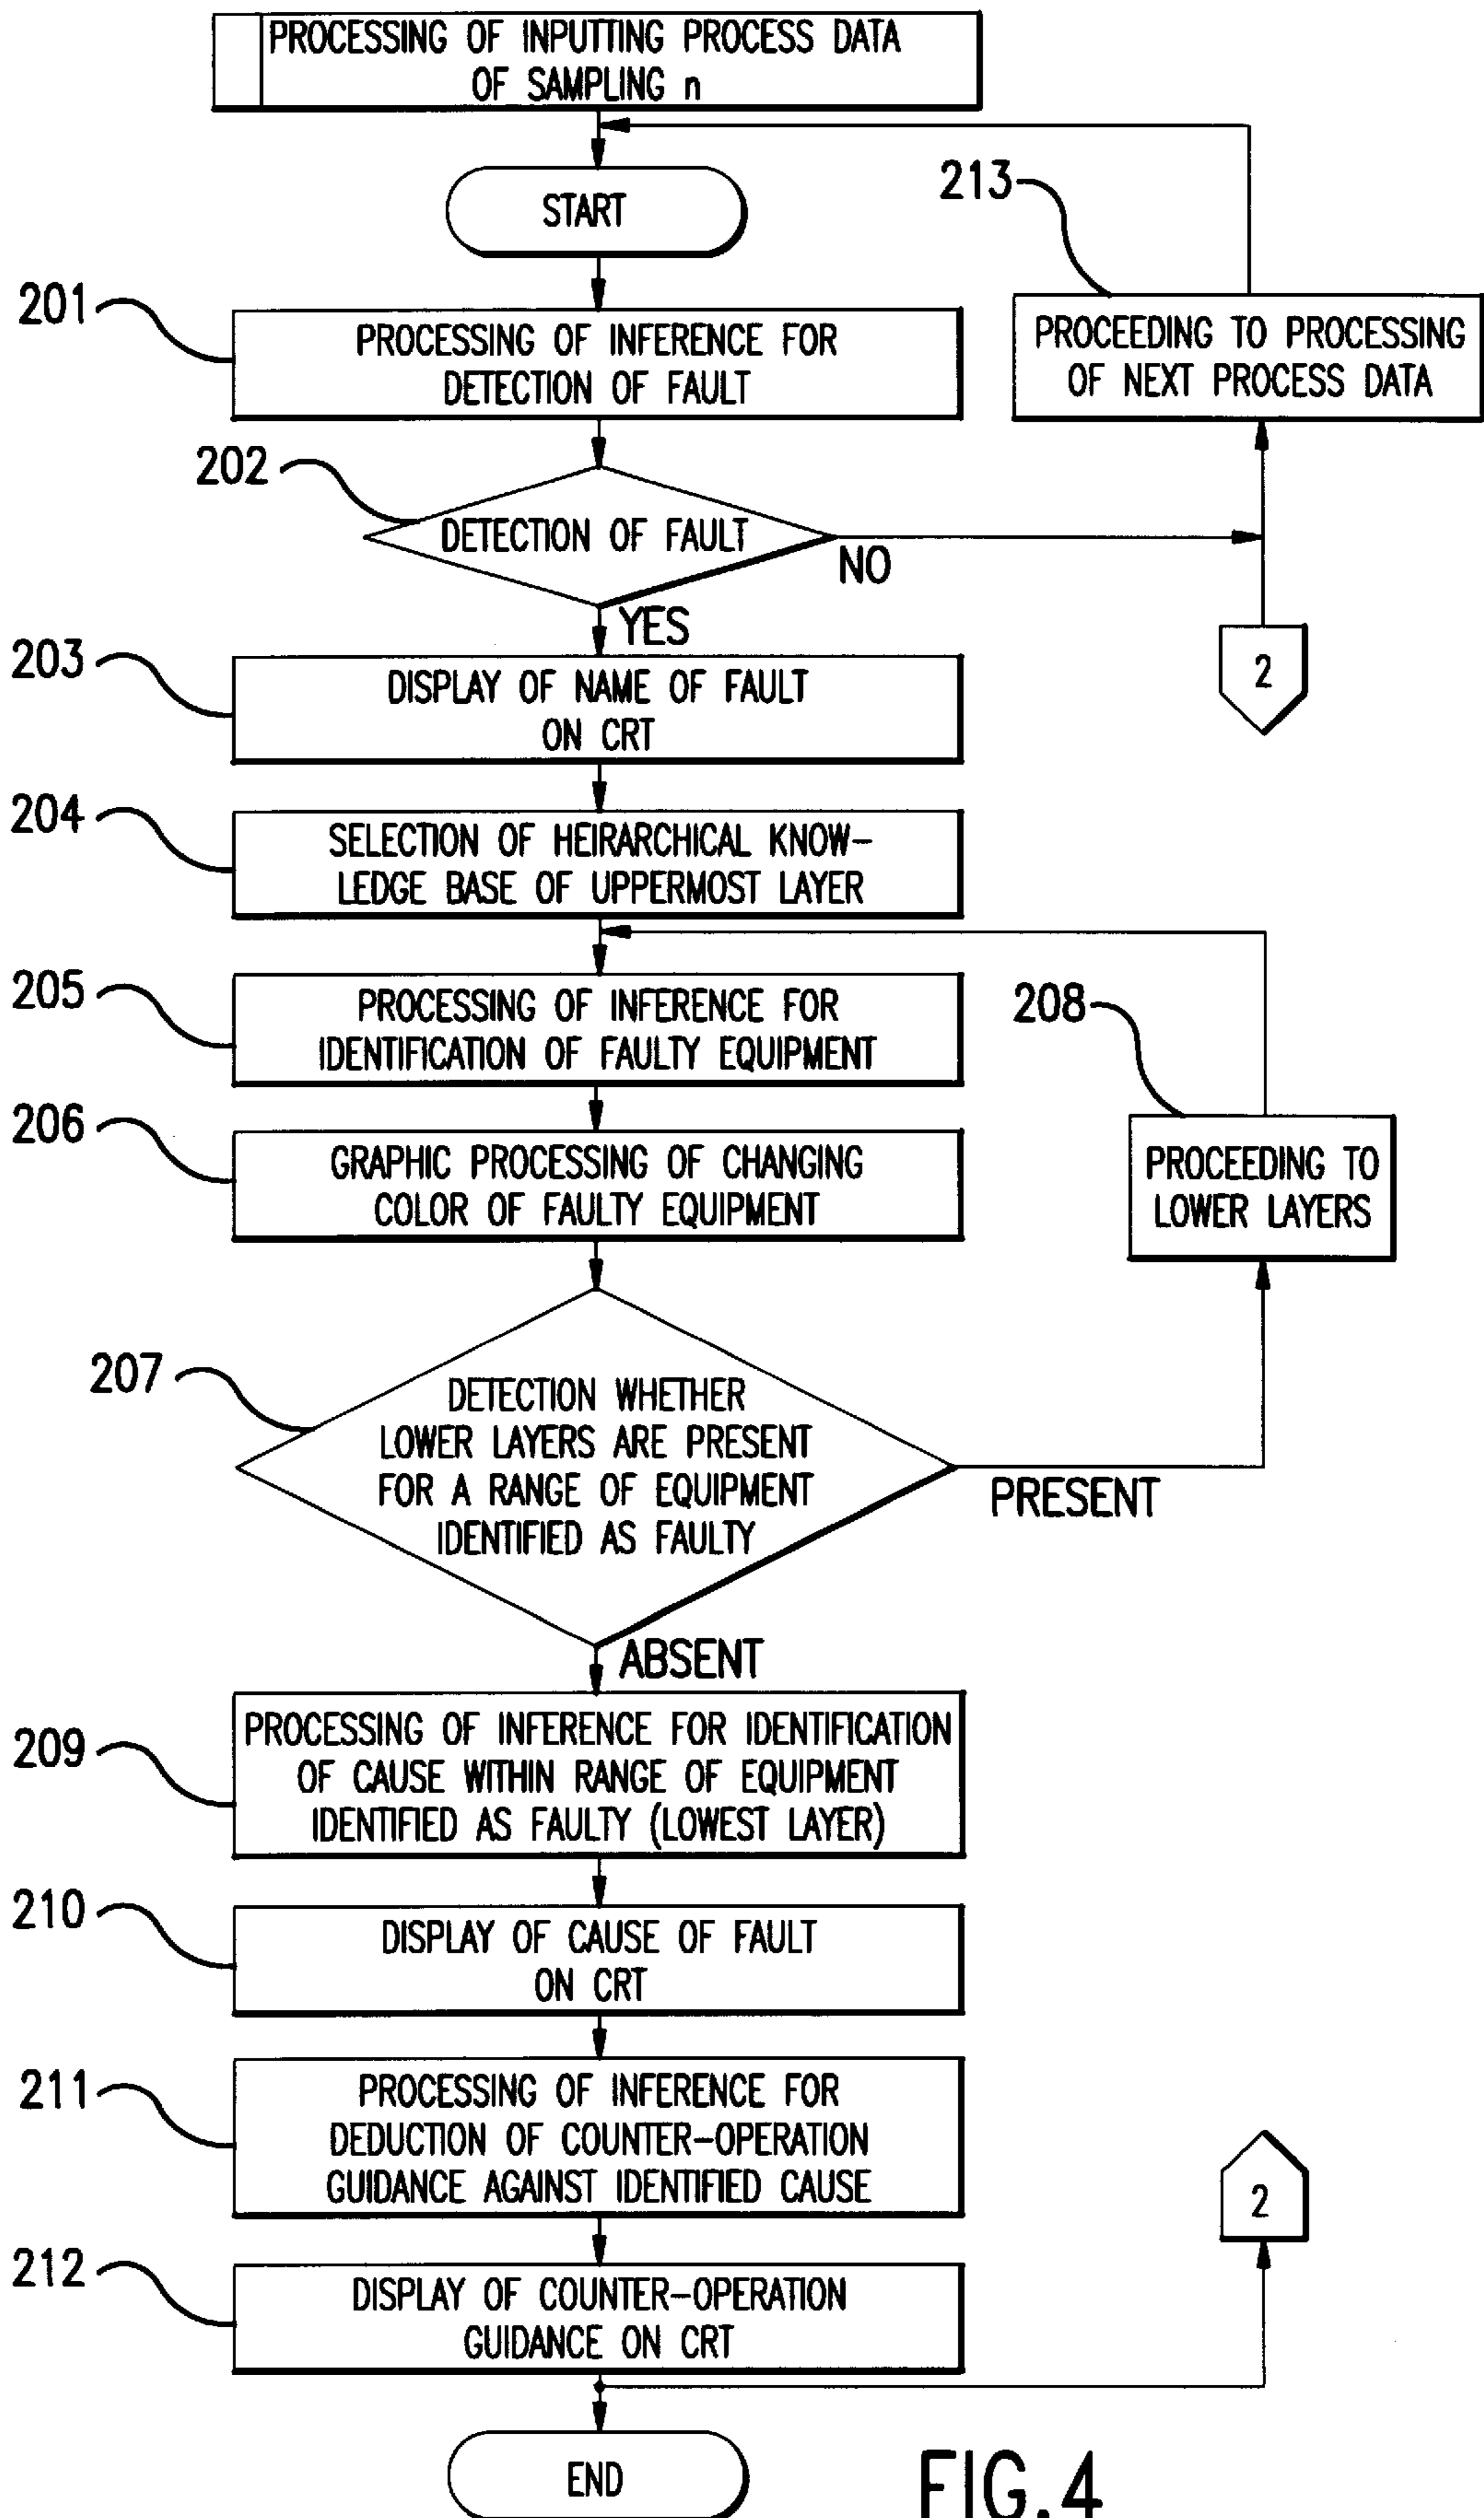 PROCESSING OF INPUTTING PROCESS DATA
OF SAMPLING n
START
213
201
PROCESSING OF INFERENCE FOR
DETECTION OF FAULT
PROCEEDING TO PROCESSING
OF NEXT PROCESS DATA
202
DETECTION OF FAULT
NO
YES
2
203
DISPLAY OF NAME OF FAULT
ON CRT
204
SELECTION OF HEIRARCHICAL KNOW-
LEDGE BASE OF UPPERMOST LAYER
205
PROCESSING OF INFERENCE FOR
IDENTIFICATION OF FAULTY EQUIPMENT
208
206
GRAPHIC PROCESSING OF CHANGING
COLOR OF FAULTY EQUIPMENT
PROCEEDING TO
LOWER LAYERS
207
DETECTION WHETHER
LOWER LAYERS ARE PRESENT
FOR A RANGE OF EQUIPMENT
IDENTIFIED AS FAULTY
PRESENT
ABSENT
209
PROCESSING OF INFERENCE FOR IDENTIFICATION
OF CAUSE WITHIN RANGE OF EQUIPMENT
IDENTIFIED AS FAULTY (LOWEST LAYER)
210
DISPLAY OF CAUSE OF FAULT
ON CRT
211
PROCESSING OF INFERENCE FOR
DEDUCTION OF COUNTER-OPERATION
GUIDANCE AGAINST IDENTIFIED CAUSE
2
212
DISPLAY OF COUNTER-OPERATION
GUIDANCE ON CRT
END
FIG.4